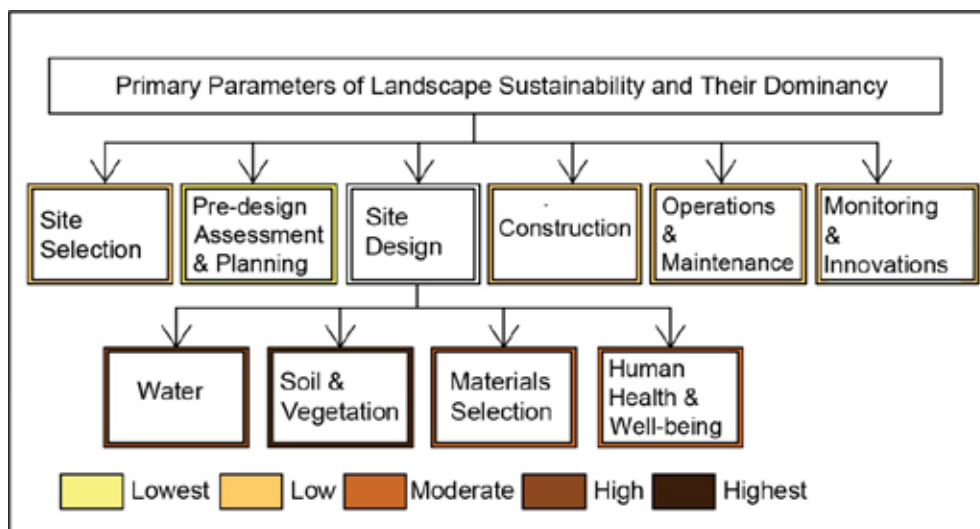 Primary Parameters of Landscape Sustainability and Their Dominancy
Site
Selection
Pre-design
Assessment
& Planning
Site
Design
Construction
Operations
&
Maintenance
Monitoring
&
Innovations
Water
Soil &
Vegetation
Materials
Selection
Human
Health &
Well-being
Lowest
Low
Moderate
High
Highest